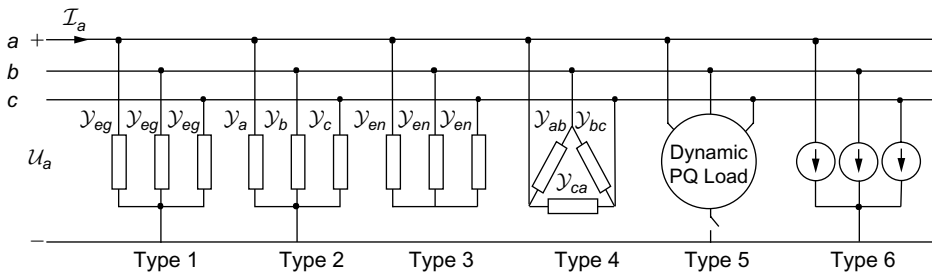 𝓘a
a +
b
c
𝒴eg 𝒴eg 𝒴eg 𝒴a 𝒴b 𝒴c 𝒴en 𝒴en 𝒴en 𝒴ab 𝒴bc
𝒰a
𝒴ca
Dynamic
PQ Load
−
Type 1 Type 2 Type 3 Type 4 Type 5 Type 6